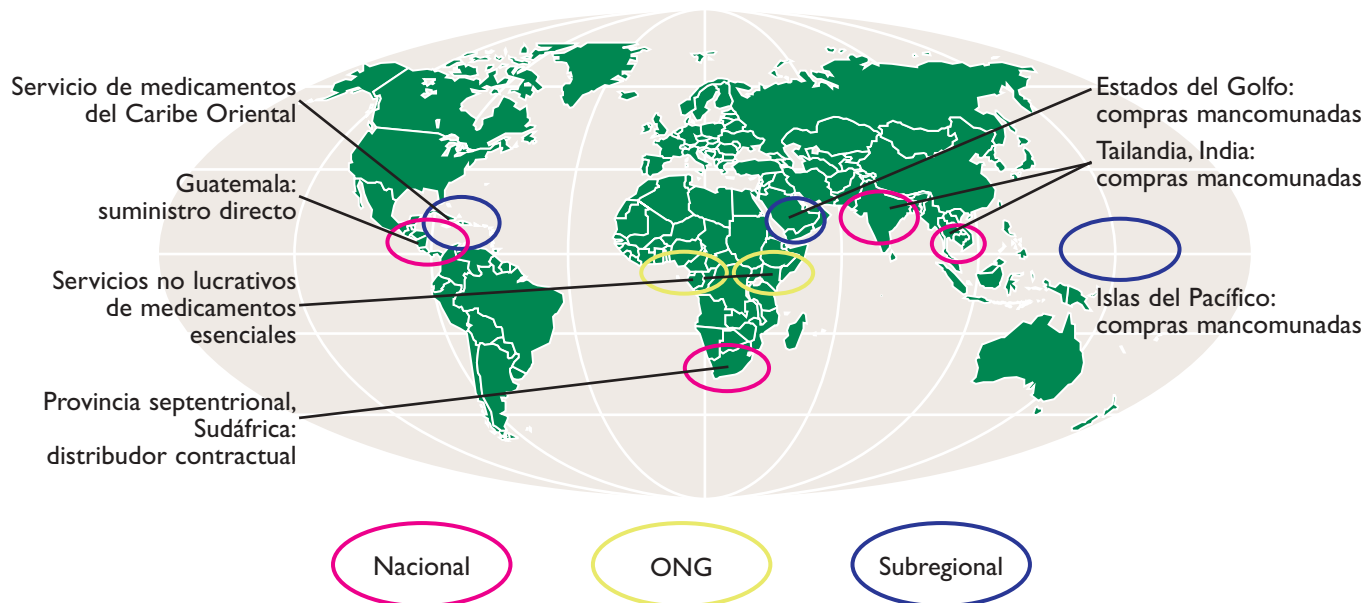 Servicio de medicamentos
del Caribe Oriental
Guatemala:
suministro directo
Servicios no lucrativos
de medicamentos
esenciales
Provincia septentrional,
Sudáfrica:
distribudor contractual
Estados del Golfo:
compras mancomunadas
Tailandia, India:
compras mancomunadas
Islas del Pacífico:
compras mancomunadas
Nacional
ONG
Subregional